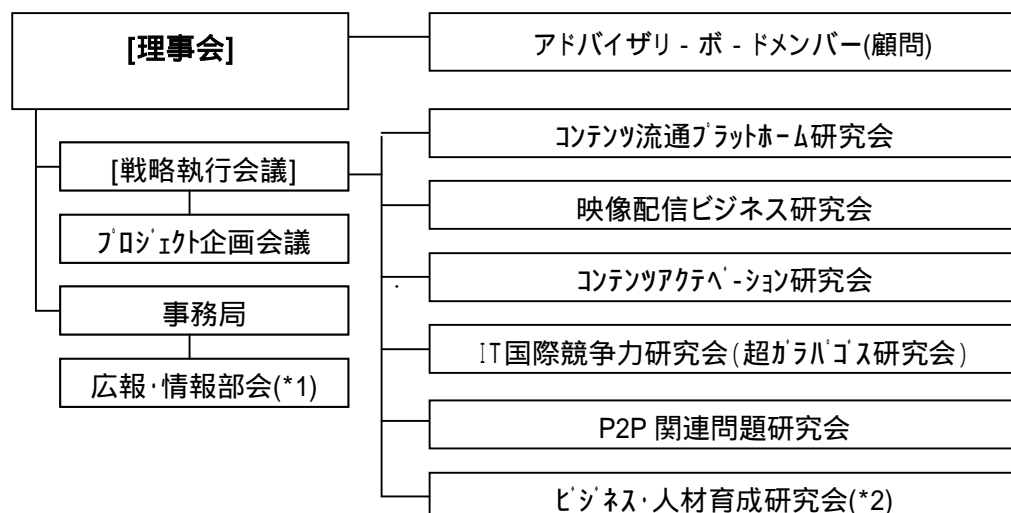 [理事会]
アドバイザリ - ボ - ドメンバー(顧問)
[戦略執行会議]
ﾌﾟﾛｼﾞｪｸﾄ企画会議
事務局
広報・情報部会(*1)
ｺﾝﾃﾝﾂ流通ﾌﾟﾗｯﾄﾎｰﾑ研究会
映像配信ビジネス研究会
ｺﾝﾃﾝﾂｱｸﾃﾍﾞ-ｼｮﾝ研究会
IT国際競争力研究会(超ｶﾞﾗﾊﾟｺﾞｽ研究会)
P2P 関連問題研究会
ﾋﾞｼﾞﾈｽ・人材育成研究会(*2)